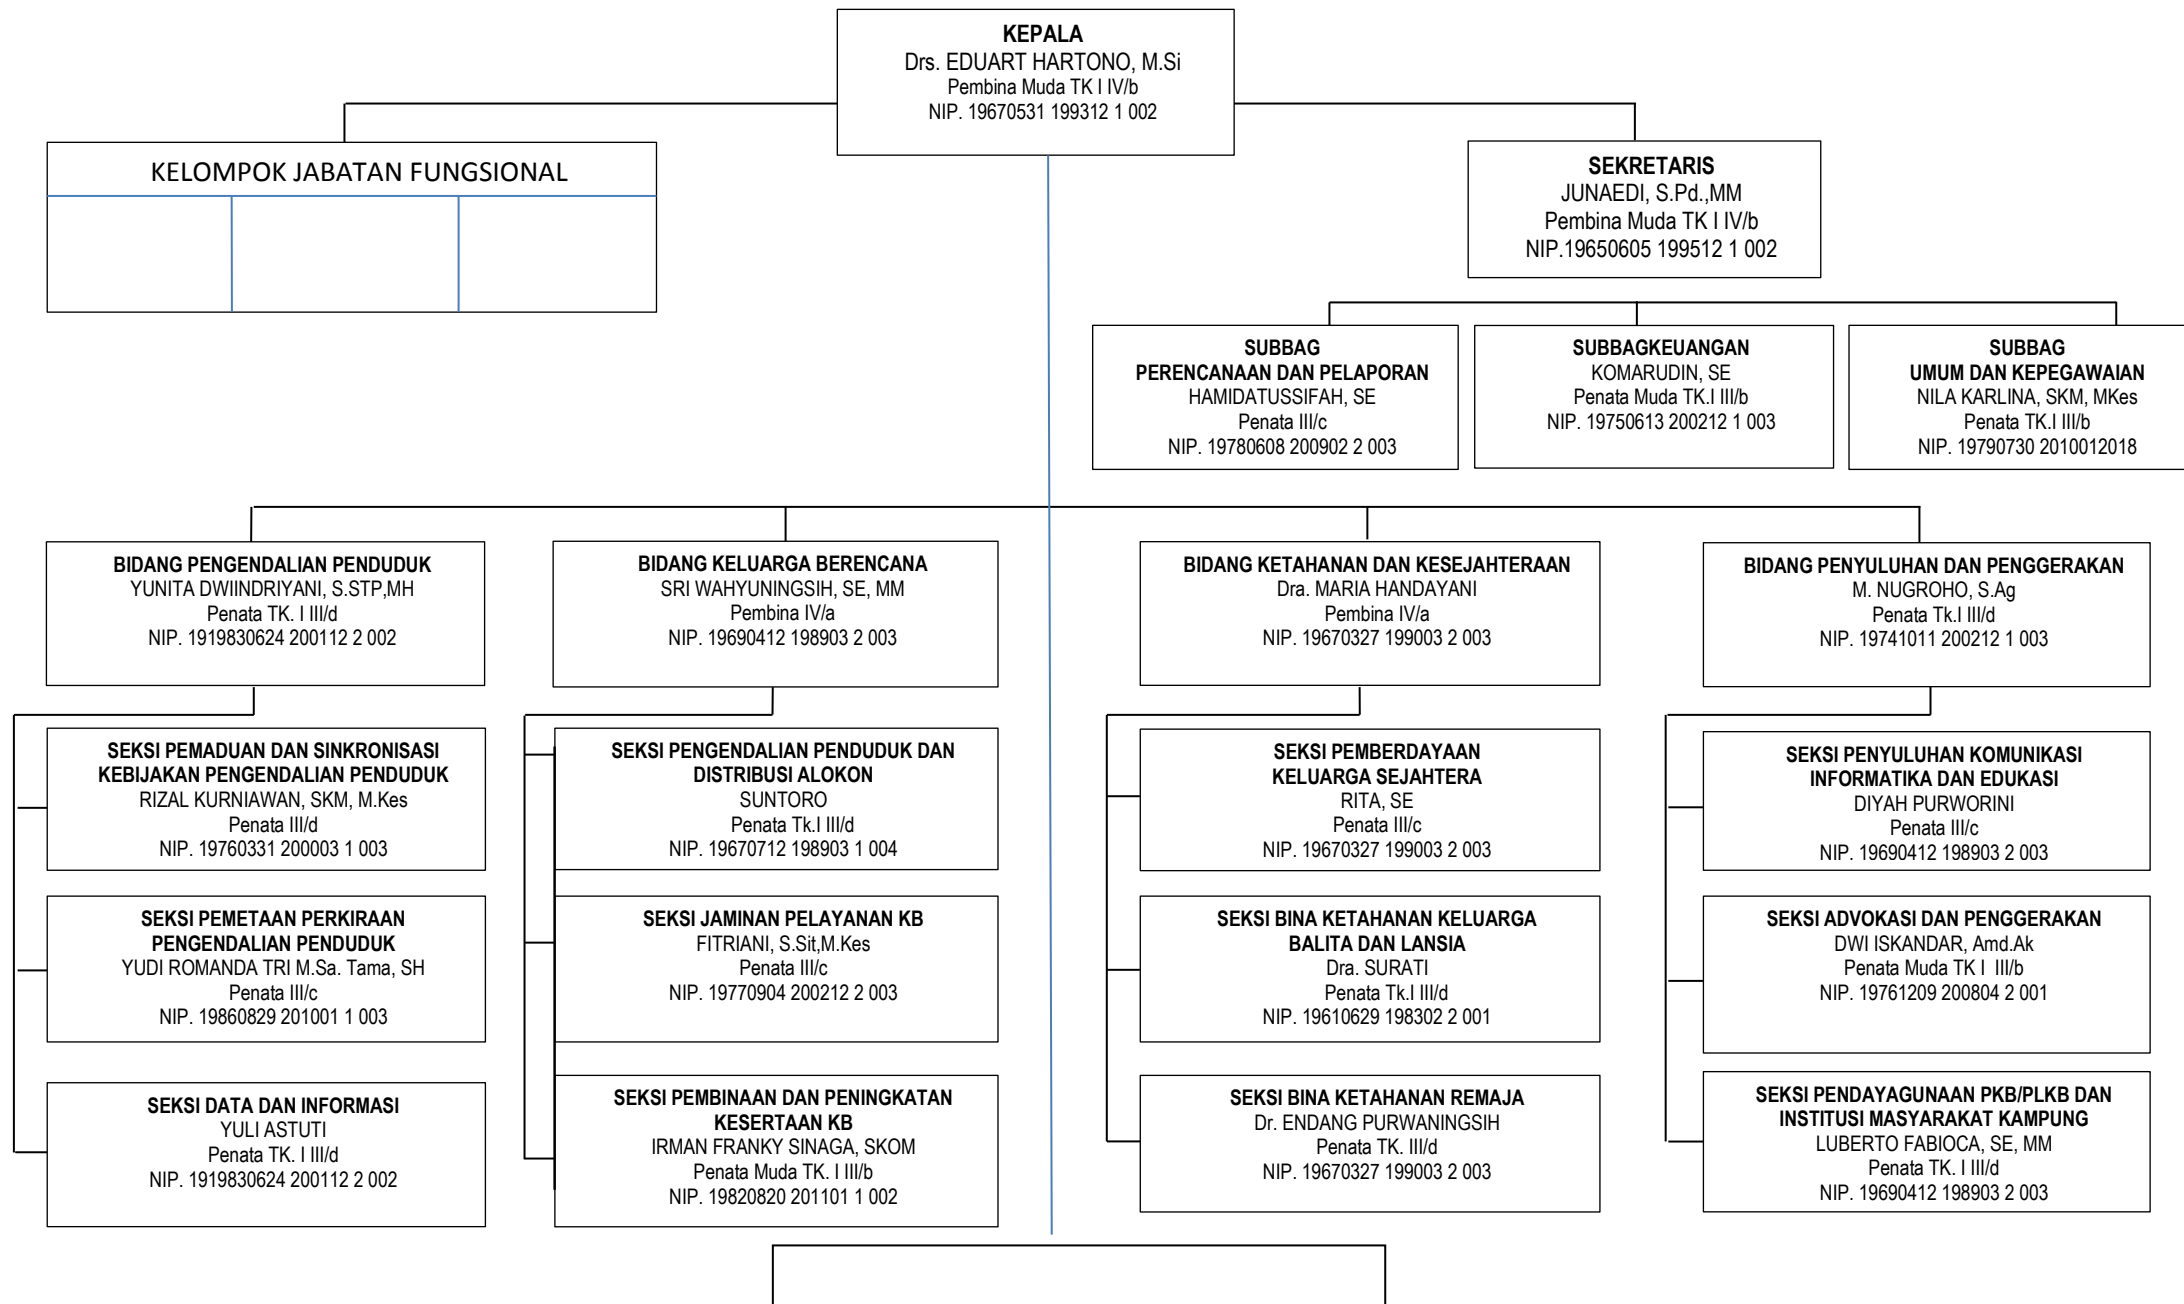 KEPALA
Drs. EDUART HARTONO, M.Si
Pembina Muda TK I IV/b
NIP. 19670531 199312 1 002
KELOMPOK JABATAN FUNGSIONAL
SEKRETARIS
JUNAEDI, S.Pd.,MM
Pembina Muda TK I IV/b
NIP.19650605 199512 1 002
SUBBAG
PERENCANAAN DAN PELAPORAN
HAMIDATUSSIFAH, SE
Penata III/c
NIP. 19780608 200902 2 003
SUBBAGKEUANGAN
KOMARUDIN, SE
Penata Muda TK.I III/b
NIP. 19750613 200212 1 003
SUBBAG
UMUM DAN KEPEGAWAIAN
NILA KARLINA, SKM, MKes
Penata TK.I III/b
NIP. 19790730 2010012018
BIDANG PENGENDALIAN PENDUDUK
YUNITA DWIINDRIYANI, S.STP,MH
Penata TK. I III/d
NIP. 1919830624 200112 2 002
BIDANG KELUARGA BERENCANA
SRI WAHYUNINGSIH, SE, MM
Pembina IV/a
NIP. 19690412 198903 2 003
BIDANG KETAHANAN DAN KESEJAHTERAAN
Dra. MARIA HANDAYANI
Pembina IV/a
NIP. 19670327 199003 2 003
BIDANG PENYULUHAN DAN PENGGERAKAN
M. NUGROHO, S.Ag
Penata Tk.I III/d
NIP. 19741011 200212 1 003
SEKSI PEMADUAN DAN SINKRONISASI
KEBIJAKAN PENGENDALIAN PENDUDUK
RIZAL KURNIAWAN, SKM, M.Kes
Penata III/d
NIP. 19760331 200003 1 003
SEKSI PENGENDALIAN PENDUDUK DAN
DISTRIBUSI ALOKON
SUNTORO
Penata Tk.I III/d
NIP. 19670712 198903 1 004
SEKSI PEMBERDAYAAN
KELUARGA SEJAHTERA
RITA, SE
Penata III/c
NIP. 19670327 199003 2 003
SEKSI PENYULUHAN KOMUNIKASI
INFORMATIKA DAN EDUKASI
DIYAH PURWORINI
Penata III/c
NIP. 19690412 198903 2 003
SEKSI PEMETAAN PERKIRAAN
PENGENDALIAN PENDUDUK
YUDI ROMANDA TRI M.Sa. Tama, SH
Penata III/c
NIP. 19860829 201001 1 003
SEKSI JAMINAN PELAYANAN KB
FITRIANI, S.Sit,M.Kes
Penata III/c
NIP. 19770904 200212 2 003
SEKSI BINA KETAHANAN KELUARGA
BALITA DAN LANSIA
Dra. SURATI
Penata Tk.I III/d
NIP. 19610629 198302 2 001
SEKSI ADVOKASI DAN PENGGERAKAN
DWI ISKANDAR, Amd.Ak
Penata Muda TK I III/b
NIP. 19761209 200804 2 001
SEKSI DATA DAN INFORMASI
YULI ASTUTI
Penata TK. I III/d
NIP. 1919830624 200112 2 002
SEKSI PEMBINAAN DAN PENINGKATAN
KESERTAAN KB
IRMAN FRANKY SINAGA, SKOM
Penata Muda TK. I III/b
NIP. 19820820 201101 1 002
SEKSI BINA KETAHANAN REMAJA
Dr. ENDANG PURWANINGSIH
Penata TK. III/d
NIP. 19670327 199003 2 003
SEKSI PENDAYAGUNAAN PKB/PLKB DAN
INSTITUSI MASYARAKAT KAMPUNG
LUBERTO FABIOCA, SE, MM
Penata TK. I III/d
NIP. 19690412 198903 2 003